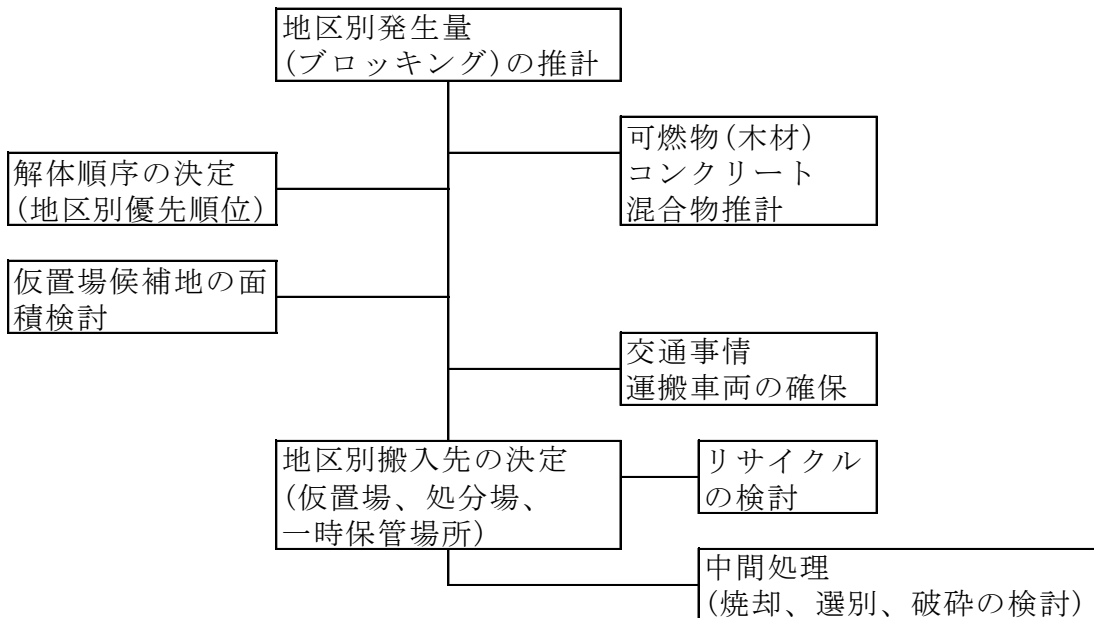 地区別発生量
(ブロッキング)の推計
可燃物(木材)
コンクリート
混合物推計
解体順序の決定
(地区別優先順位)
仮置場候補地の面
積検討
交通事情
運搬車両の確保
地区別搬入先の決定
(仮置場、処分場、
一時保管場所)
リサイクル
の検討
中間処理
(焼却、選別、破砕の検討)